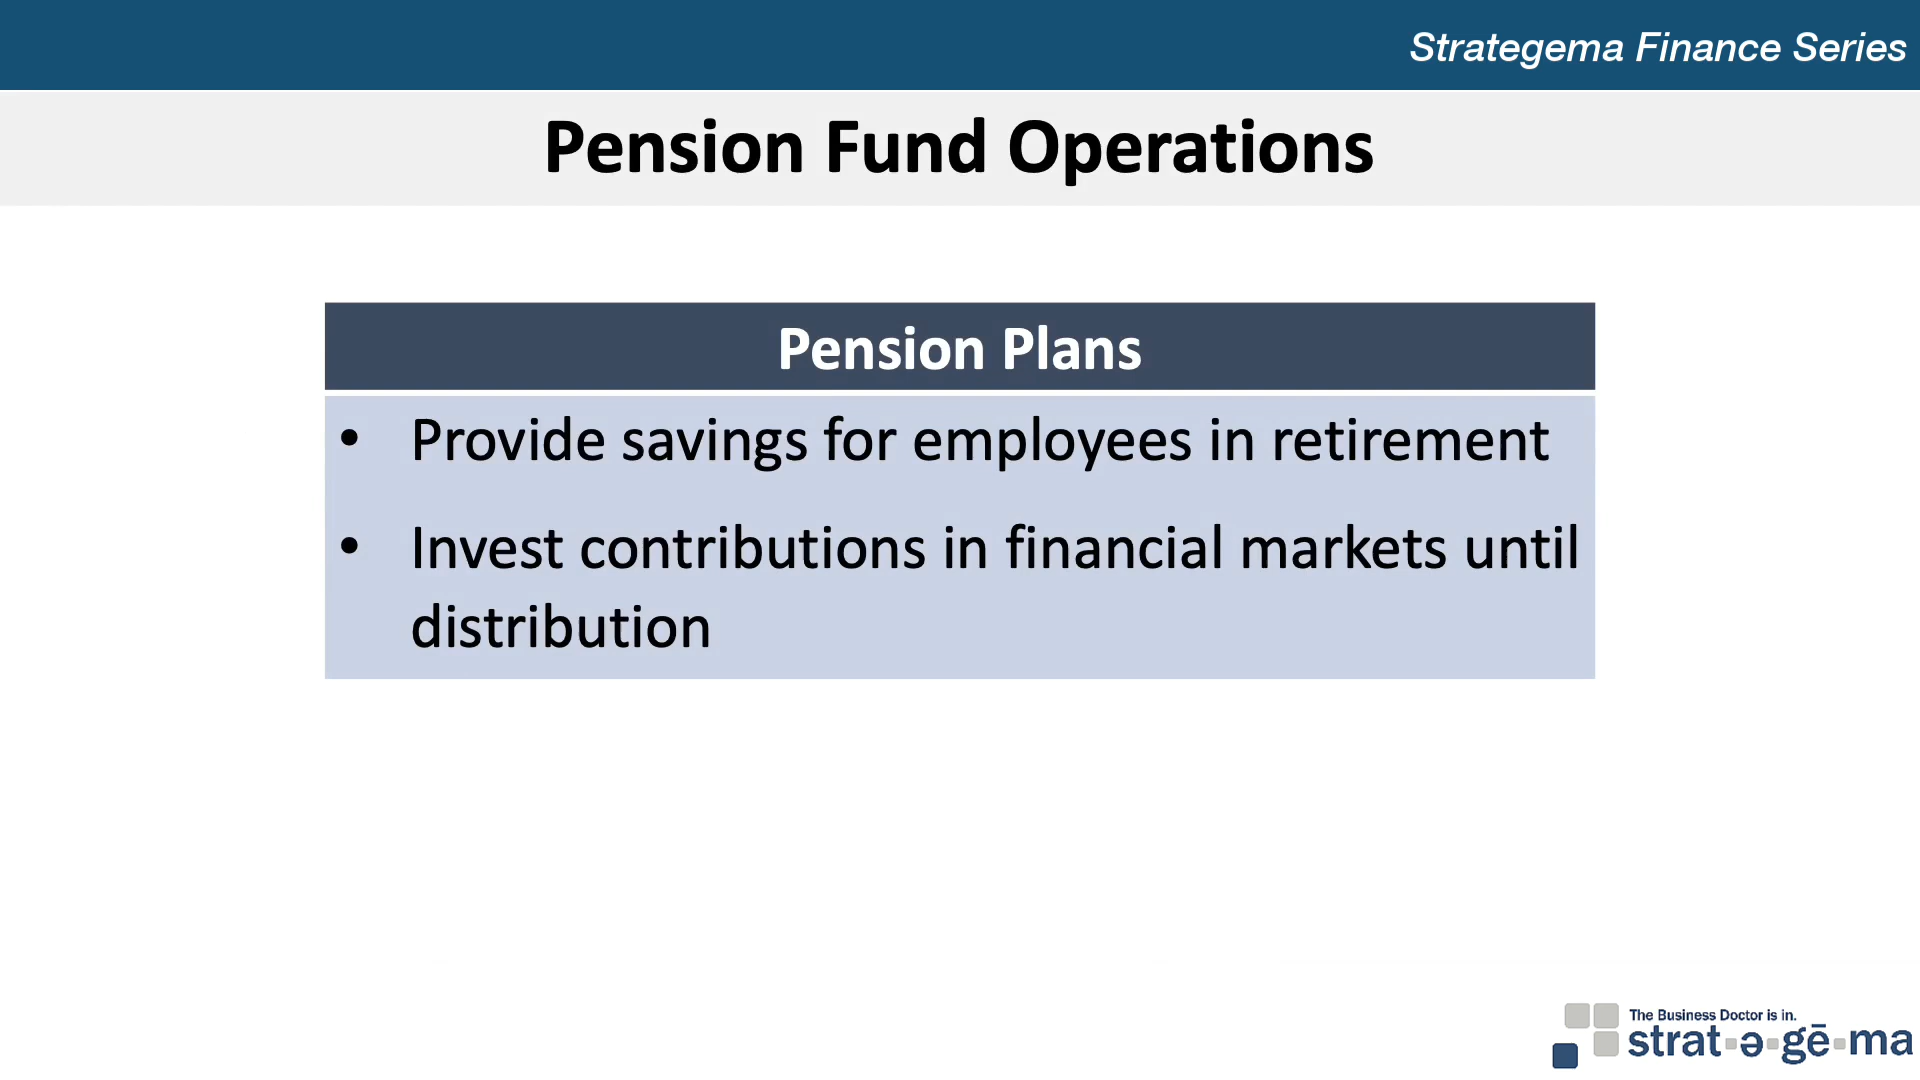 Strategema Finance Series
Pension Fund Operations
Pension Plans
• Provide savings for employees in retirement
• Invest contributions in financial markets until
distribution
The Business Doctor is in.
strat▪ə▪gē▪ma